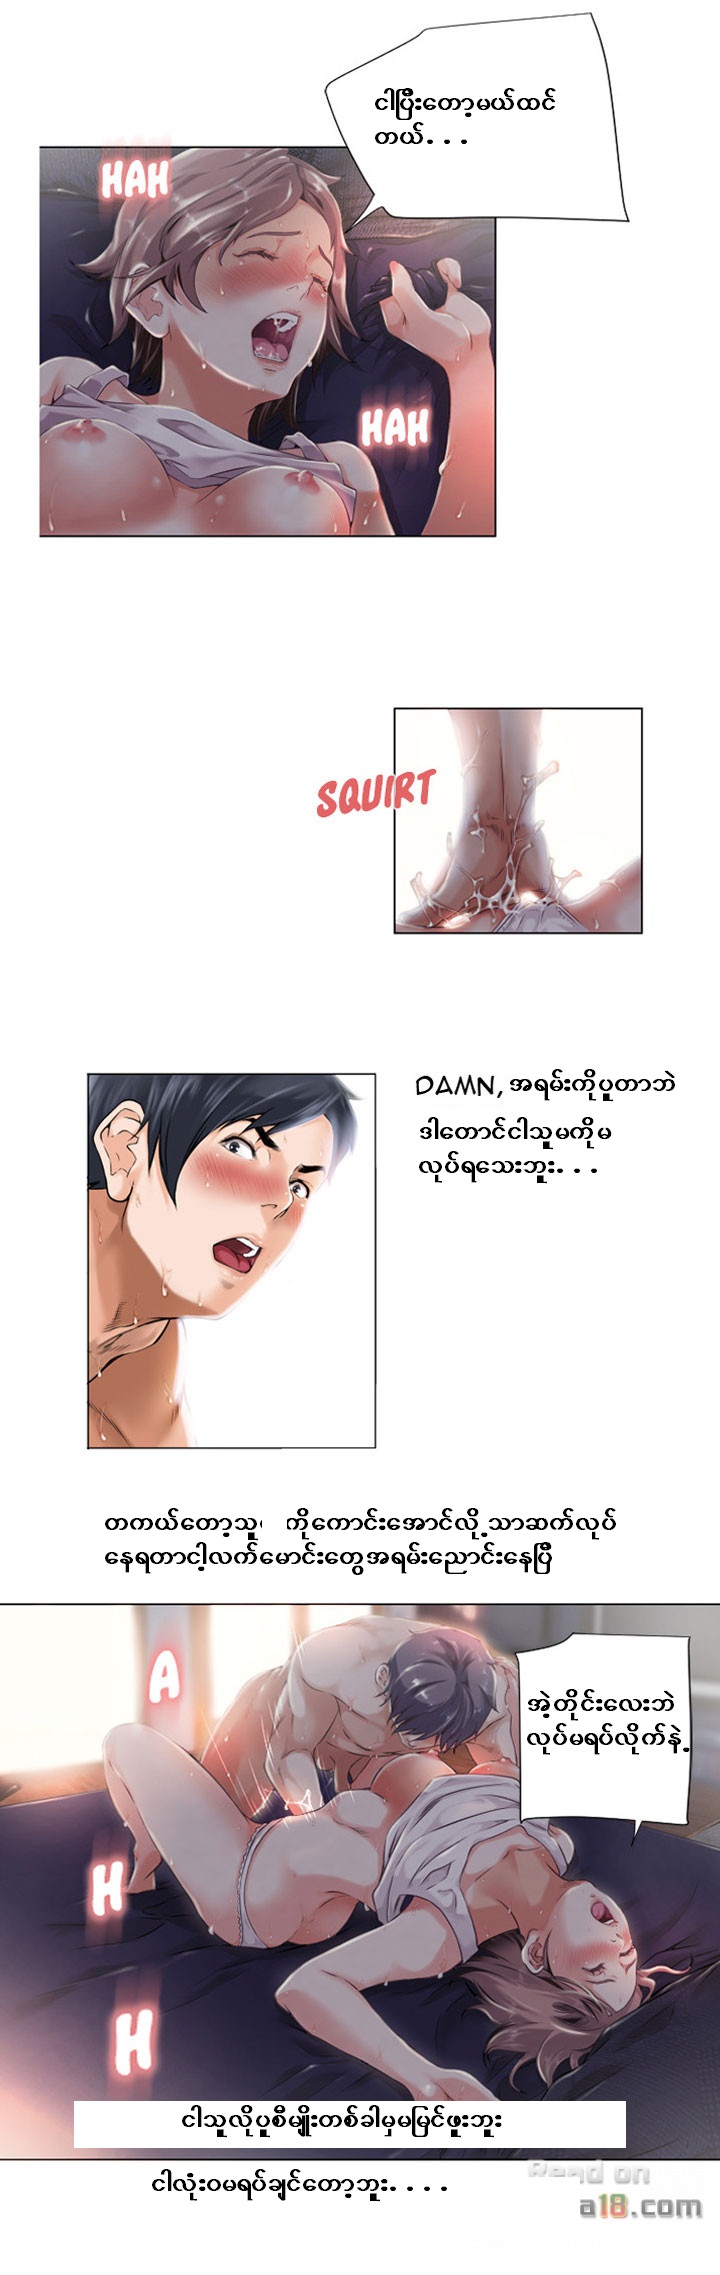 ငါပြီးတော့မယ်ထင်
တယ်...
HAH
HAH
SQUIRT
DAMN, အရမ်းကိုပူတာဘဲ
ဒါတောင်ငါသူမကိုမ
လုပ်ရသေးဘူး...
တကယ်တော့သူ ကိုကောင်းအောင်လို့သာဆက်လုပ်
နေရတာငါ့လက်မောင်းတွေအရမ်းညောင်းနေပြီ
A
အဲ့တိုင်းလေးဘဲ
လုပ်မရပ်လိုက်နဲ့
H
H
ငါသူလိုပူစီမျိုးတစ်ခါမှမမြင်ဖူးဘူး
ငါလုံးဝမရပ်ချင်တော့ဘူး....
Read on
a18.com